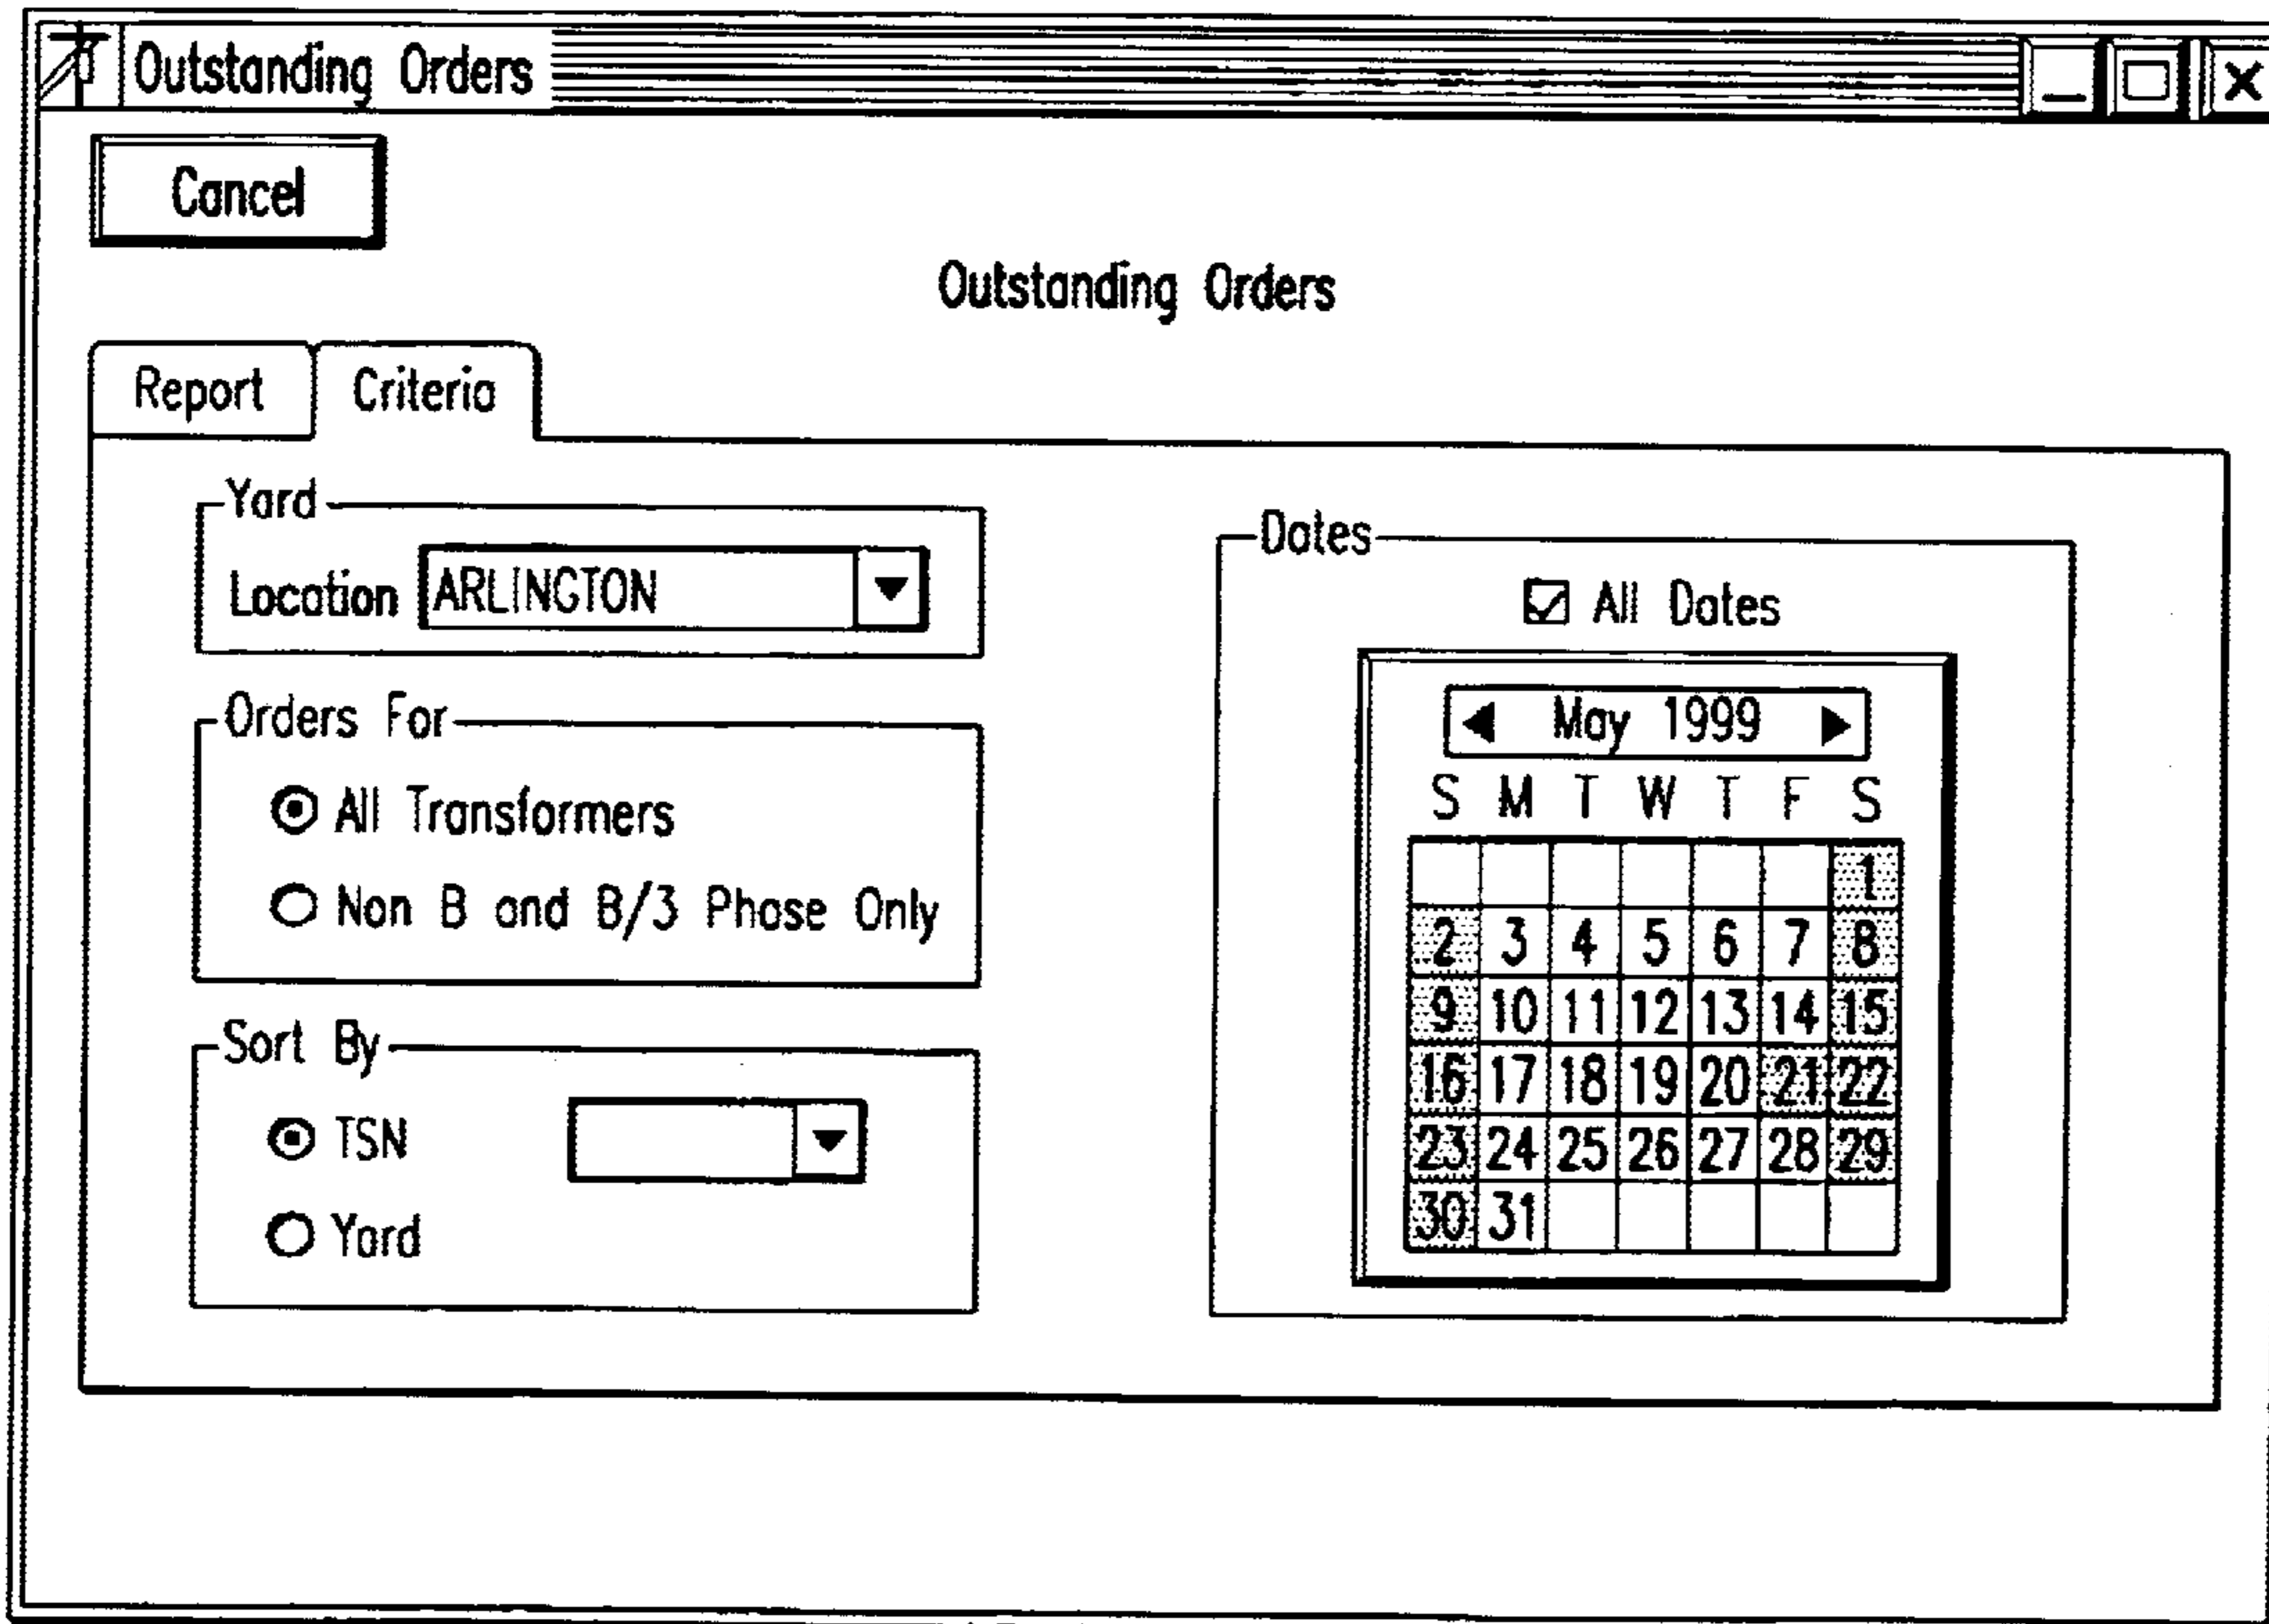 Outstanding Orders
Cancel
Outstanding Orders
Report Criteria
Yard
Location ARLINGTON
Orders For
All Transformers
Non B and B/3 Phase Only
Sort By
TSN
Yard
Dates
All Dates
May 1999
S M T W T F S
1
2 3 4 5 6 7 8
9 10 11 12 13 14 15
16 17 18 19 20 21 22
23 24 25 26 27 28 29
30 31